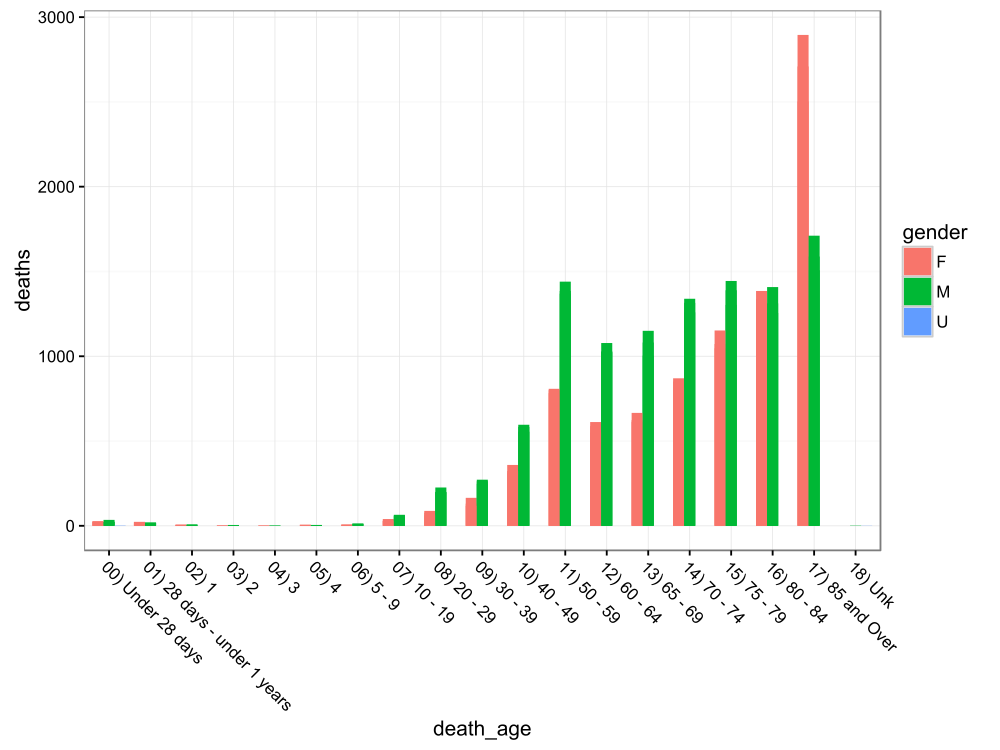 3000
2000
1000
0
deaths
00) Under 28 days
01) 28 days - under 1 years
02) 1
03) 2
04) 3
05) 4
06) 5 - 9
07) 10 - 19
08) 20 - 29
09) 30 - 39
10) 40 - 49
11) 50 - 59
12) 60 - 64
13) 65 - 69
14) 70 - 74
15) 75 - 79
16) 80 - 84
17) 85 and Over
18) Unk
death_age
gender
F
M
U